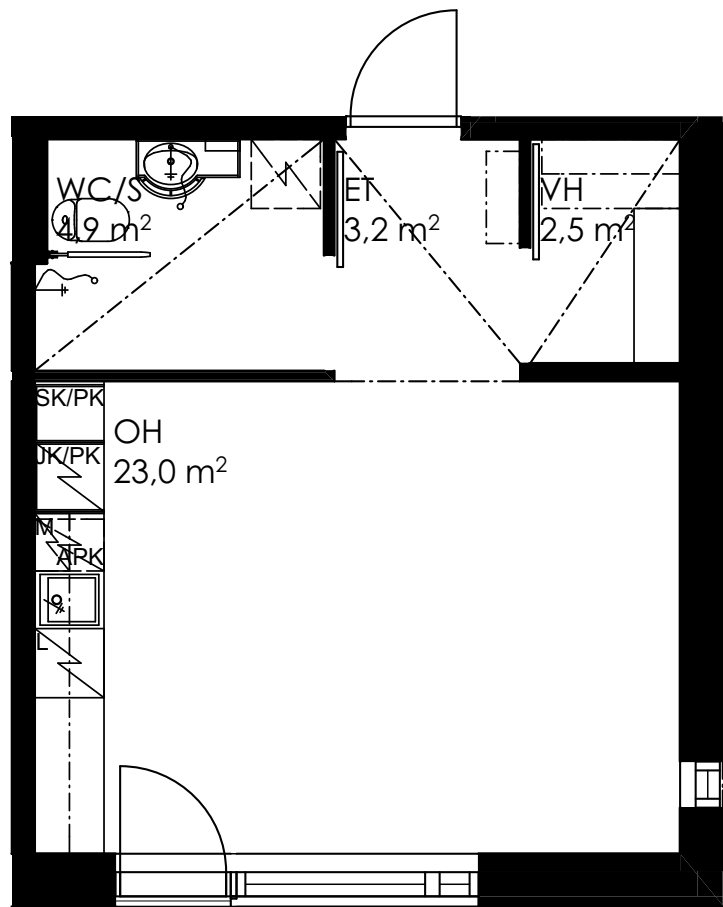 WC/S
4,9 m²
ET
3,2 m²
VH
2,5 m²
SK/PK
OH
JK/PK
23,0 m²
M
APK
L